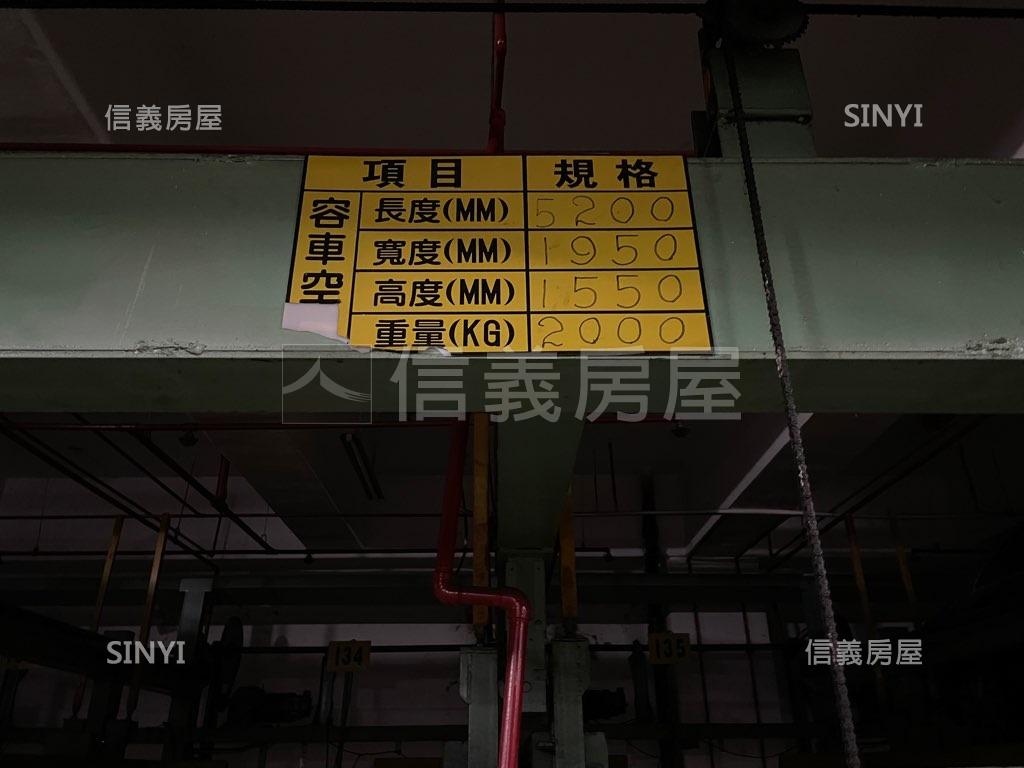 信義房屋
SINYI
項目 規格
容車空
長度(MM) 5200
寬度(MM) 1950
高度(MM) 1550
重量(KG) 2000
信義房屋
SINYI
134
135
信義房屋